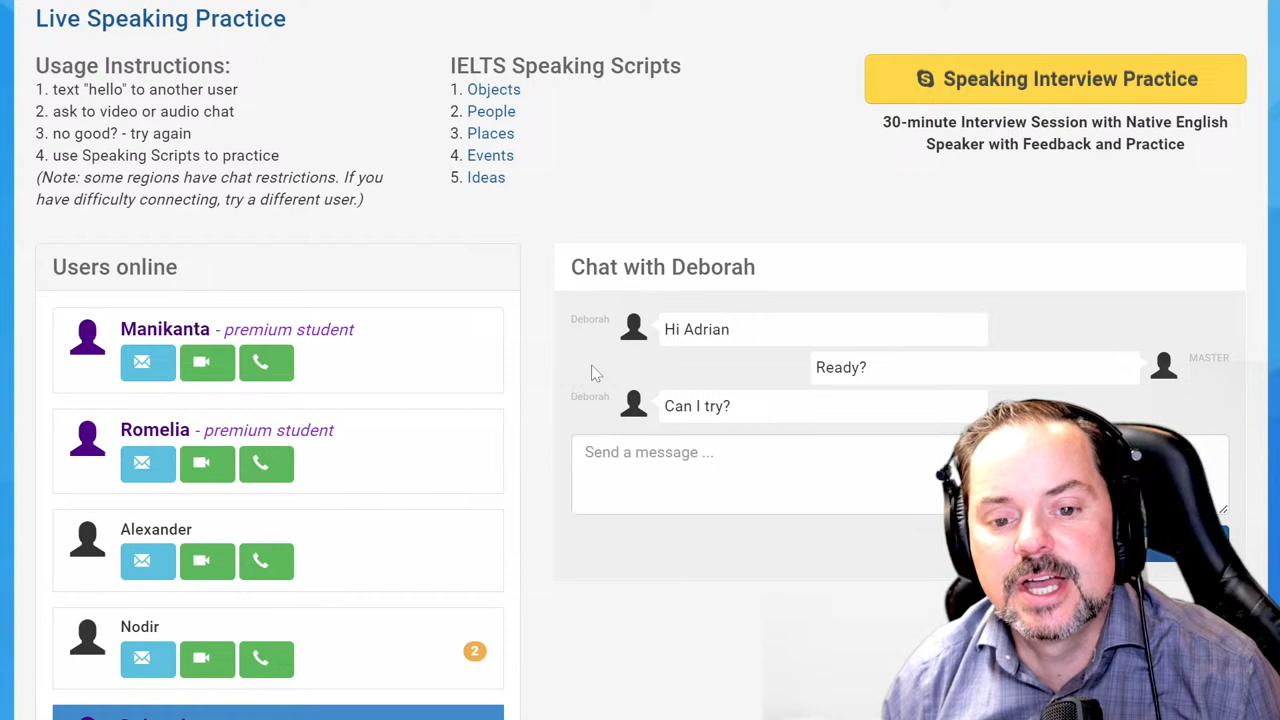 Live Speaking Practice
Usage Instructions:
1. text "hello" to another user
2. ask to video or audio chat
3. no good? - try again
4. use Speaking Scripts to practice
(Note: some regions have chat restrictions. If you
have difficulty connecting, try a different user.)
IELTS Speaking Scripts
1. Objects
2. People
3. Places
4. Events
5. Ideas
Speaking Interview Practice
30-minute Interview Session with Native English
Speaker with Feedback and Practice
Users online
Manikanta - premium student
Romelia - premium student
Alexander
Nodir
2
Chat with Deborah
Deborah
Hi Adrian
Ready?
MASTER
Deborah
Can I try?
Send a message ...